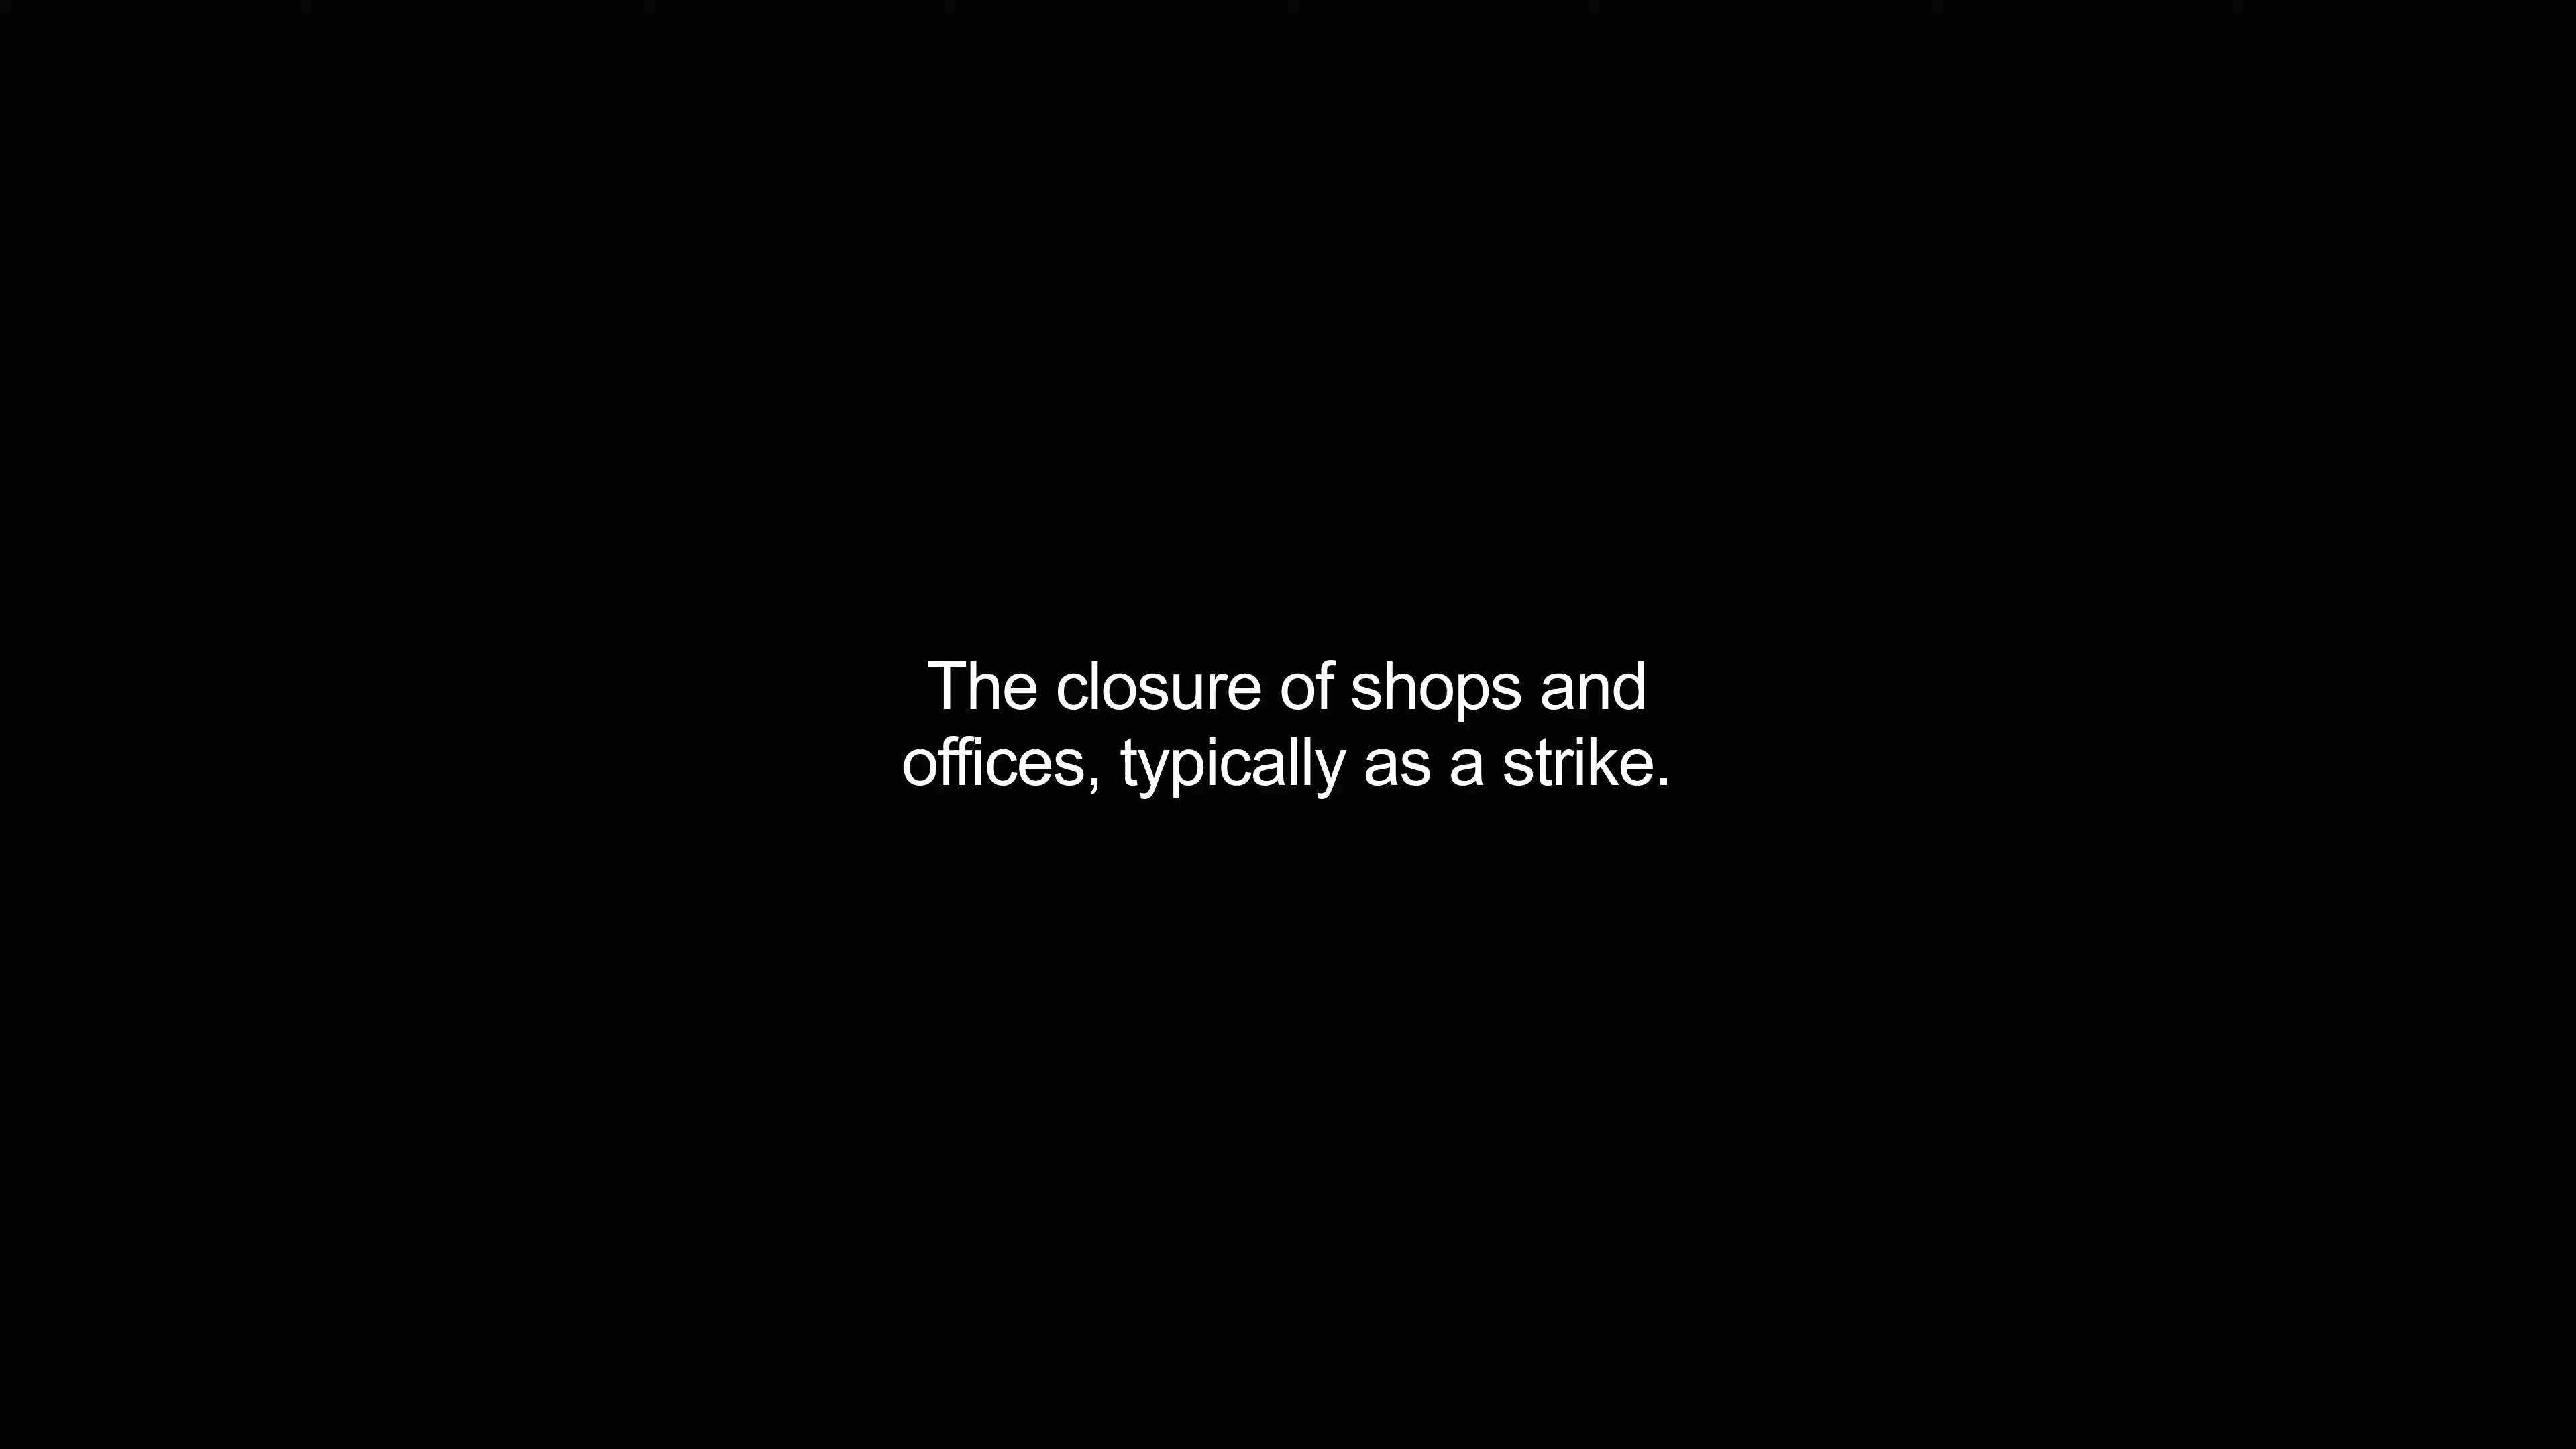 The closure of shops and
offices, typically as a strike.